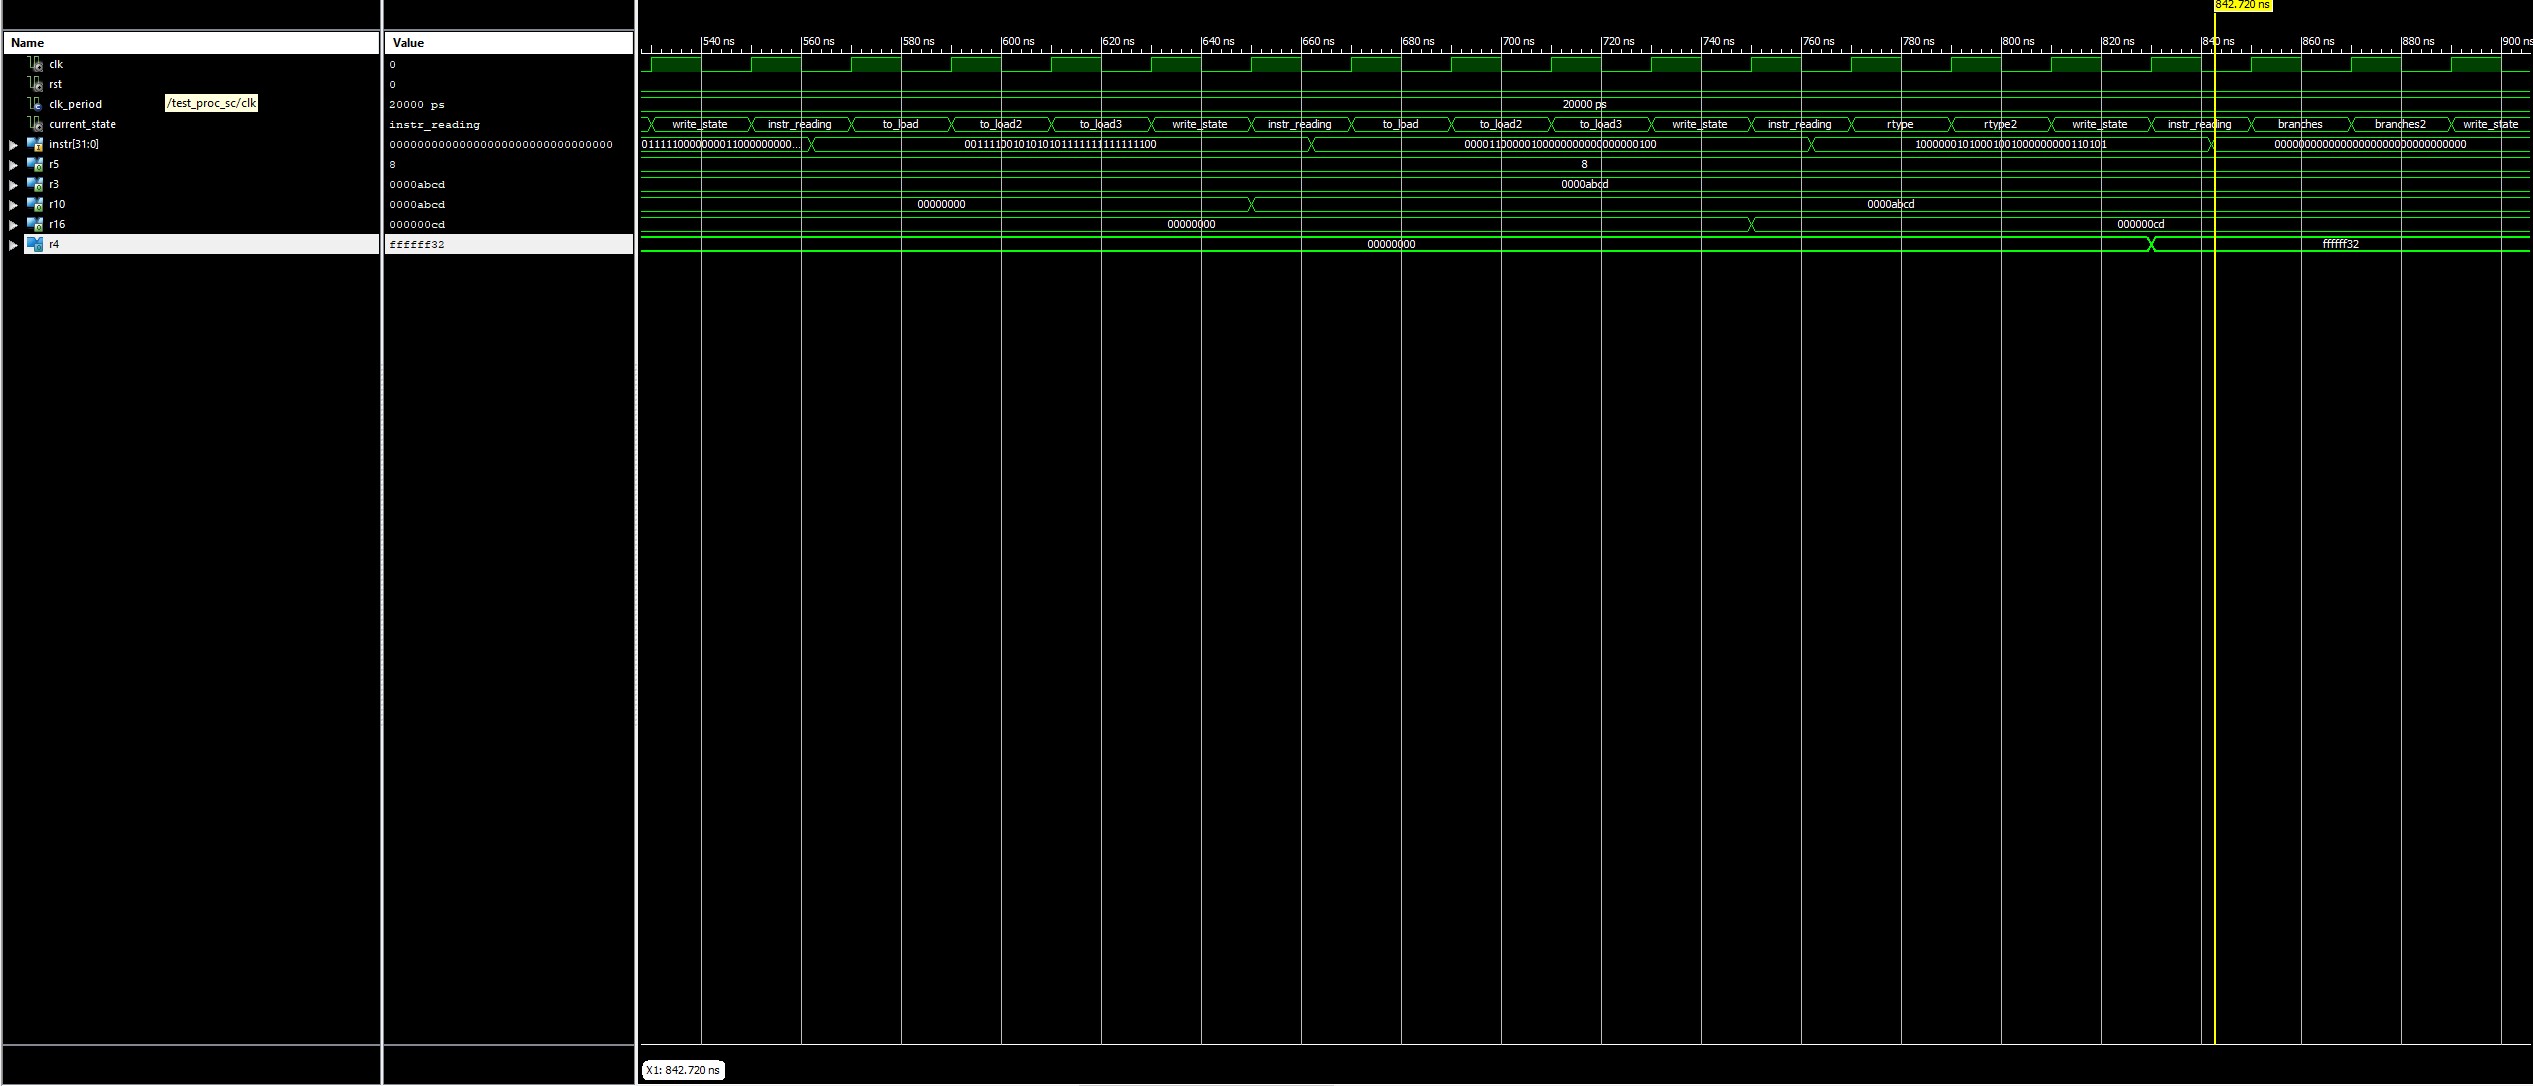 842.720 ns
Name Value 540 ns 560 ns 580 ns 600 ns 620 ns 640 ns 660 ns 680 ns 700 ns 720 ns 740 ns 760 ns 780 ns 800 ns 820 ns 840 ns 860 ns 880 ns 900 ns
clk 0
rst 0
clk_period /test_proc_sc/clk 20000 ps 20000 ps
current_state instr_reading write_state instr_reading to_load to_load2 to_load3 write_state instr_reading to_load to_load2 to_load3 write_state instr_reading rtype rtype2 write_state instr_reading branches branches2 write_state
instr[31:0] 00000000000000000000000000000000 00111100101010101111111111111100 00001100000100000000000000000100 10000001010001001000000000110101 00000000000000000000000000000000
r5 8 8
r3 0000abcd 0000abcd
r10 0000abcd 00000000 0000abcd
r16 000000cd 00000000 000000cd
r4 ffffff32 00000000 ffffff32
X1: 842.720 ns